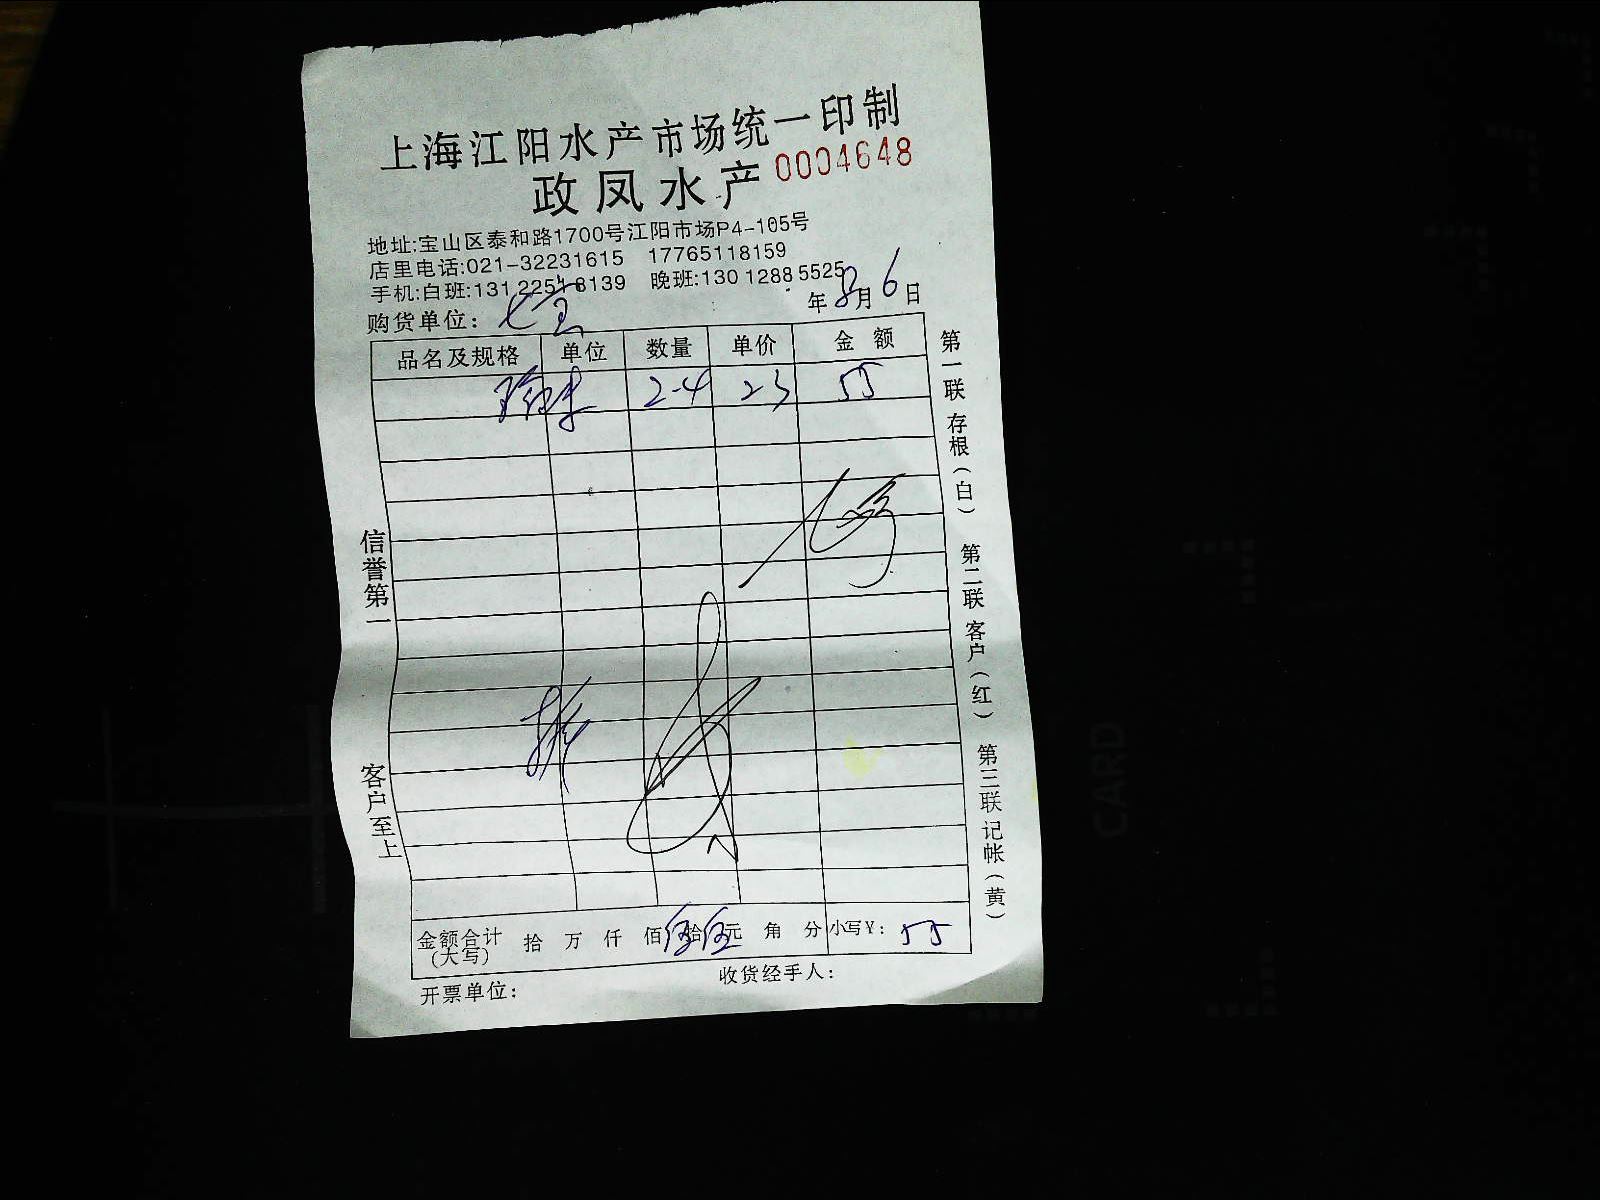 上海江阳水产市场统一印制
政凤水产 0004648
地址:宝山区泰和路1700号江阳市场P4-105号
店里电话:021-32231615 17765118159
手机:白班:131 2251 8139 晚班:130 1288 5525
年 8月 6日
购货单位: 七宝
品名及规格 单位 数量 单价 金额
2-4 23 55
信誉第一
客户至上
第一联 存根(白) 第二联 客户(红) 第三联 记帐(黄)
金额合计(大写) 拾 万 仟 佰 伍拾 伍元 角 分 小写¥: 55
开票单位: 收货经手人:
CARD